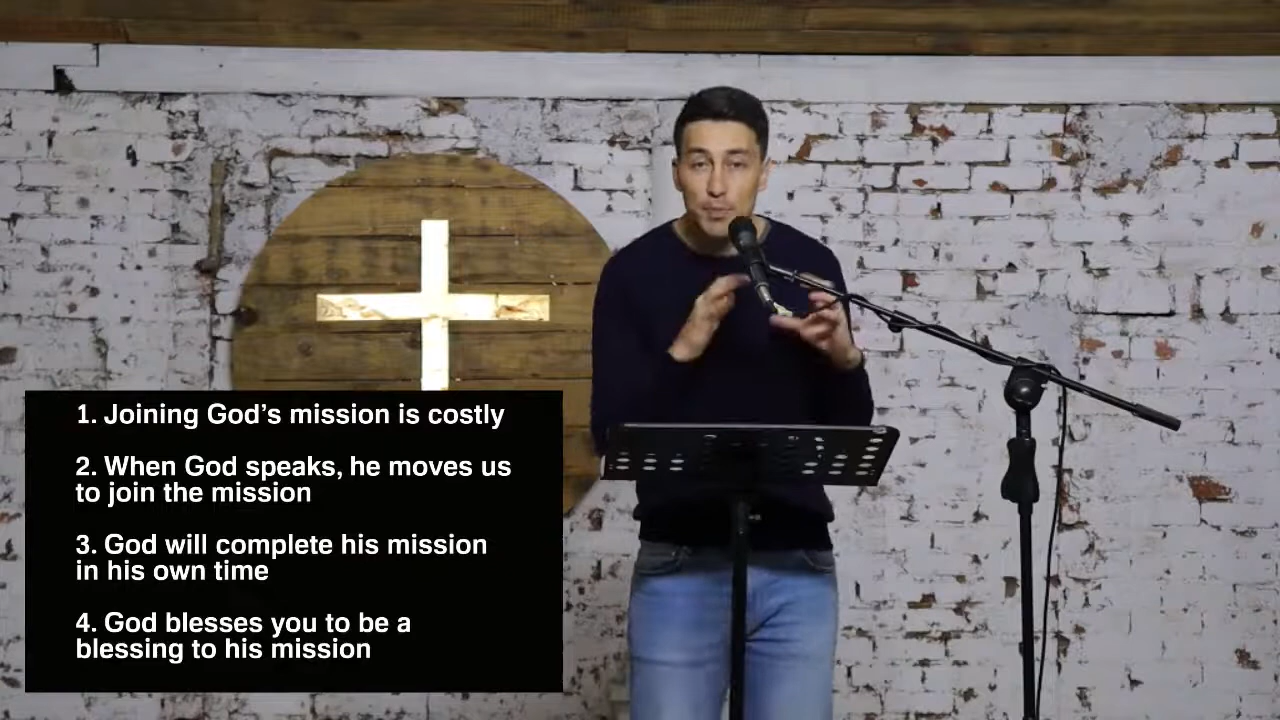 1. Joining God’s mission is costly
2. When God speaks, he moves us
to join the mission
3. God will complete his mission
in his own time
4. God blesses you to be a
blessing to his mission